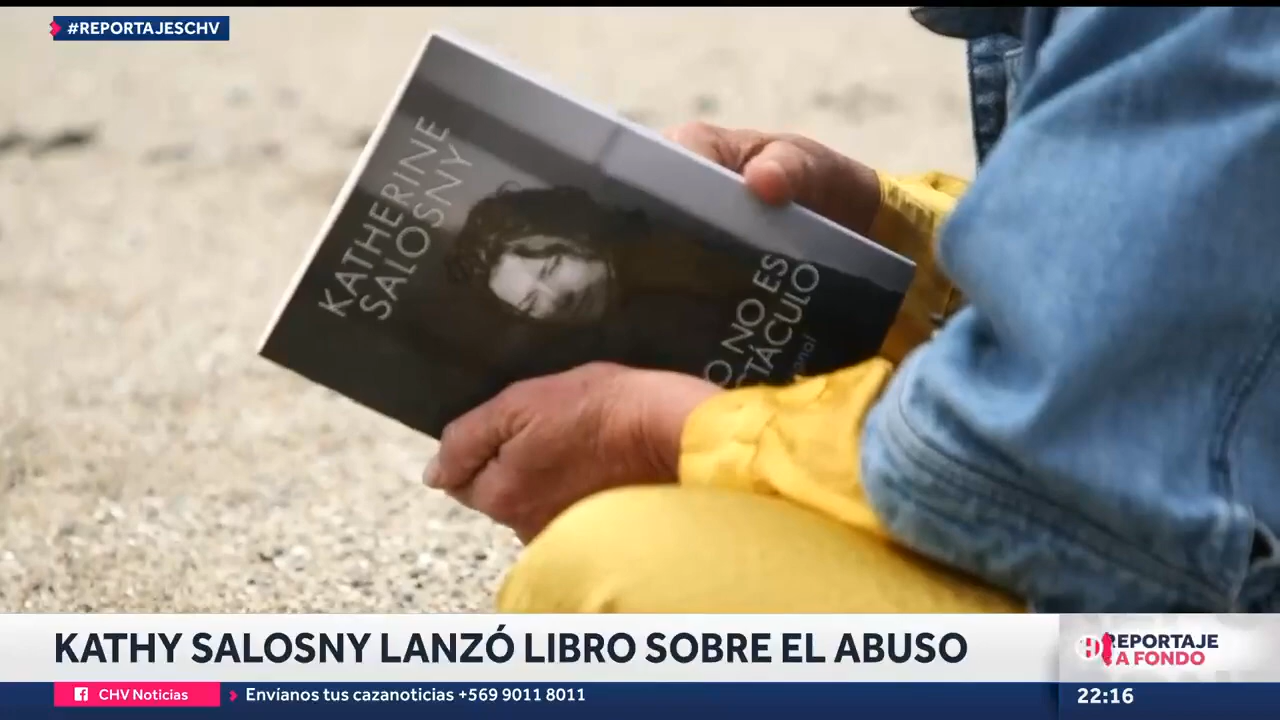 #REPORTAJESCHV
KATHERINE
SALOSNY
NO ES
KATHY SALOSNY LANZÓ LIBRO SOBRE EL ABUSO
REPORTAJE
A FONDO
CHV Noticias
Envíanos tus cazanoticias +569 9011 8011
22:16